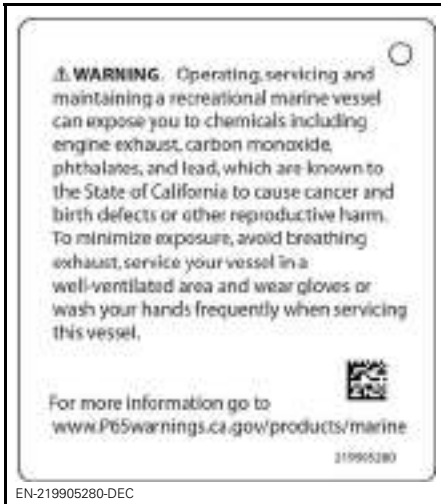 ⚠ WARNING. Operating, servicing and
maintaining a recreational marine vessel
can expose you to chemicals including
engine exhaust, carbon monoxide,
phthalates, and lead, which are known to
the State of California to cause cancer and
birth defects or other reproductive harm.
To minimize exposure, avoid breathing
exhaust, service your vessel in a
well-ventilated area and wear gloves or
wash your hands frequently when servicing
this vessel.
For more information go to
www.P65warnings.ca.gov/products/marine
219905280
EN-219905280-DEC